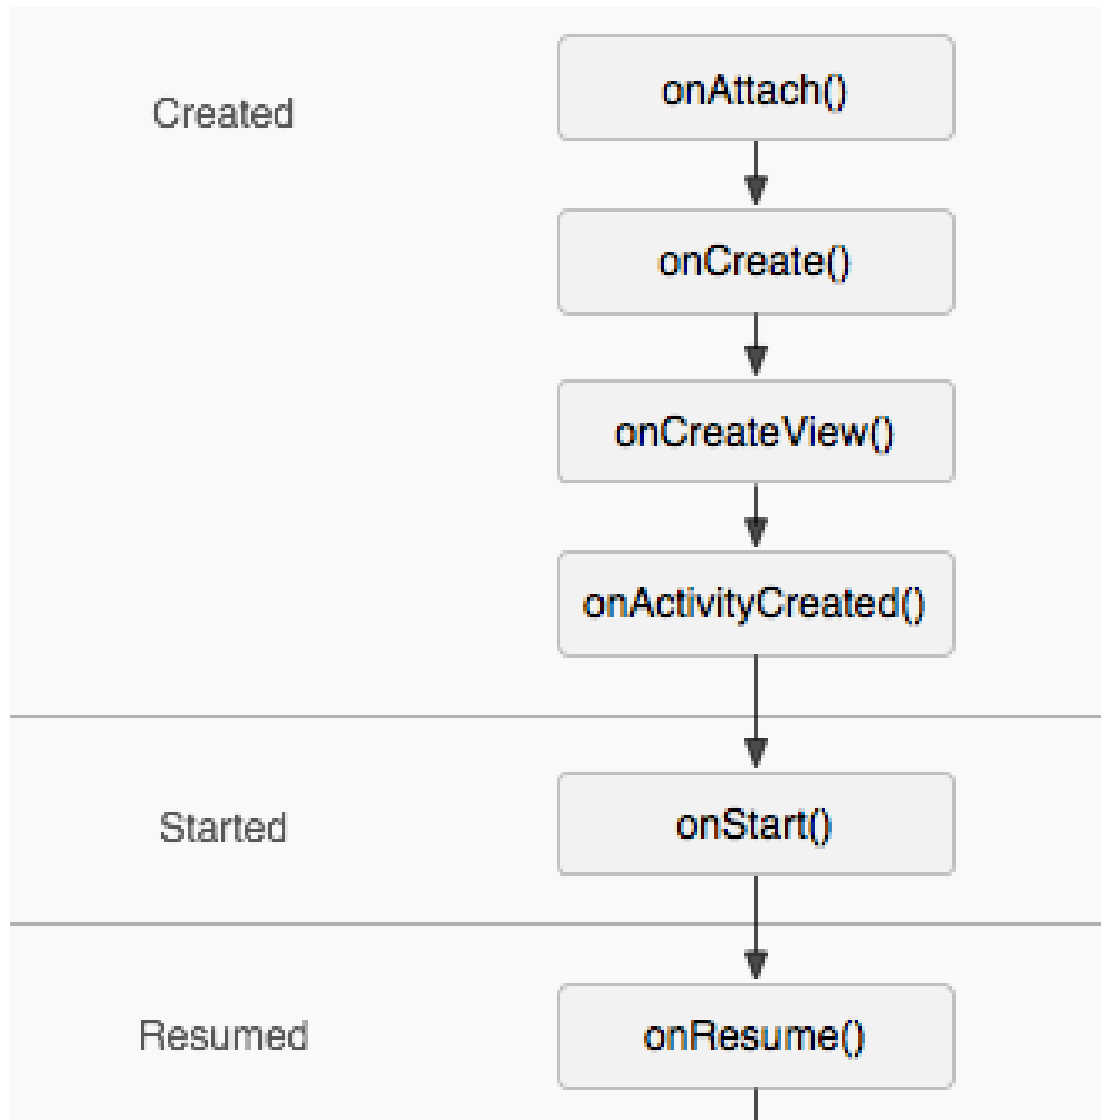 Created
onAttach()
onCreate()
onCreateView()
onActivityCreated()
Started
onStart()
Resumed
onResume()